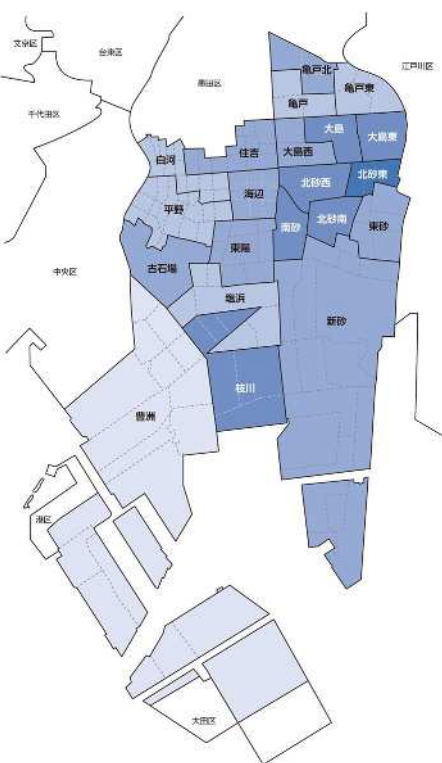 文京区
台東区
墨田区
江戸川区
千代田区
亀戸北
亀戸東
亀戸
大島
大島東
白河
住吉
大島西
北砂西
北砂東
海辺
平野
北砂南
東砂
南砂
東陽
古石場
中央区
塩浜
新砂
枝川
豊洲
港区
大田区